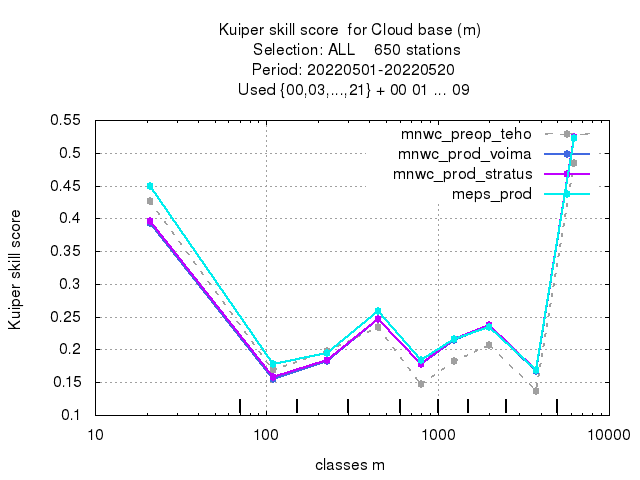 Kuiper skill score  for Cloud base (m)
Selection: ALL    650 stations
Period: 20220501-20220520
Used {00,03,...,21} + 00 01 ... 09
mnwc_preop_teho
mnwc_prod_voima
mnwc_prod_stratus
meps_prod
0.55
0.5
0.45
0.4
0.35
0.3
0.25
0.2
0.15
0.1
Kuiper skill score
10
100
1000
10000
classes m